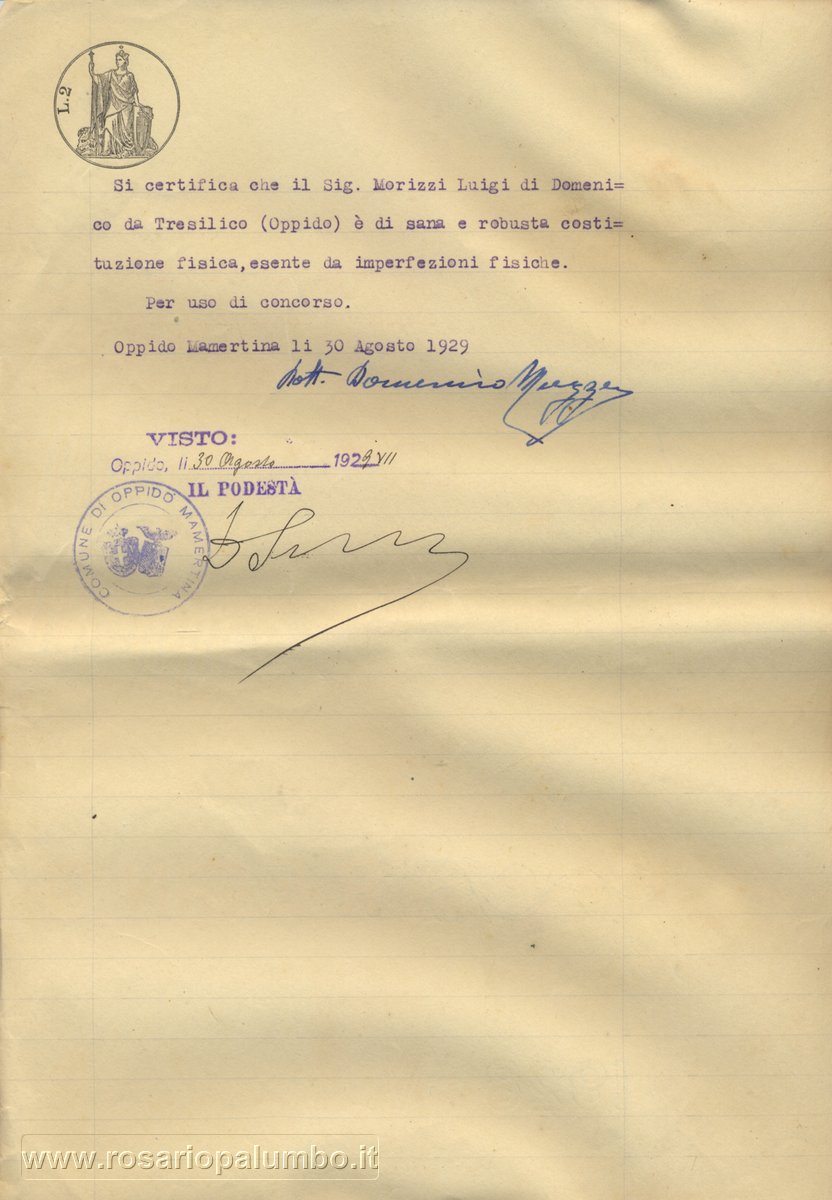 L.2
Si certifica che il Sig. Morizzi Luigi di Domeni=
co da Tresilico (Oppido) è di sana e robusta costi=
tuzione fisica,esente da imperfezioni fisiche.
Per uso di concorso.
Oppido Mamertina li 30 Agosto 1929
Dott. Domenico
VISTO:
Oppido, li 30 Agosto 1929 VII
IL PODESTÀ
COMUNE DI OPPIDO MAMERTINA
www.rosariopalumbo.it